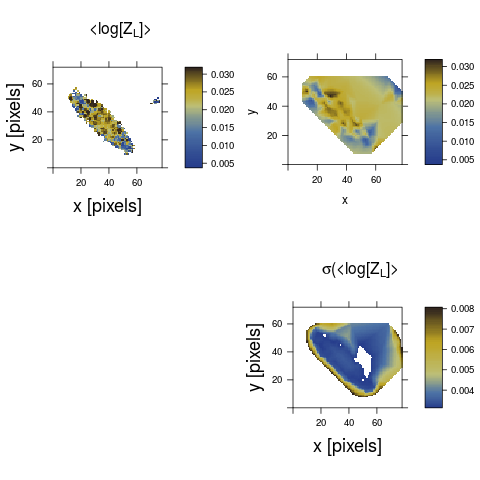 <log[Z_L]>
60
40
20
20 40 60
y [pixels]
x [pixels]
0.030
0.025
0.020
0.015
0.010
0.005
60
40
20
20 40 60
y
x
0.030
0.025
0.020
0.015
0.010
0.005
σ(<log[Z_L]>
60
40
20
20 40 60
y [pixels]
x [pixels]
0.008
0.007
0.006
0.005
0.004